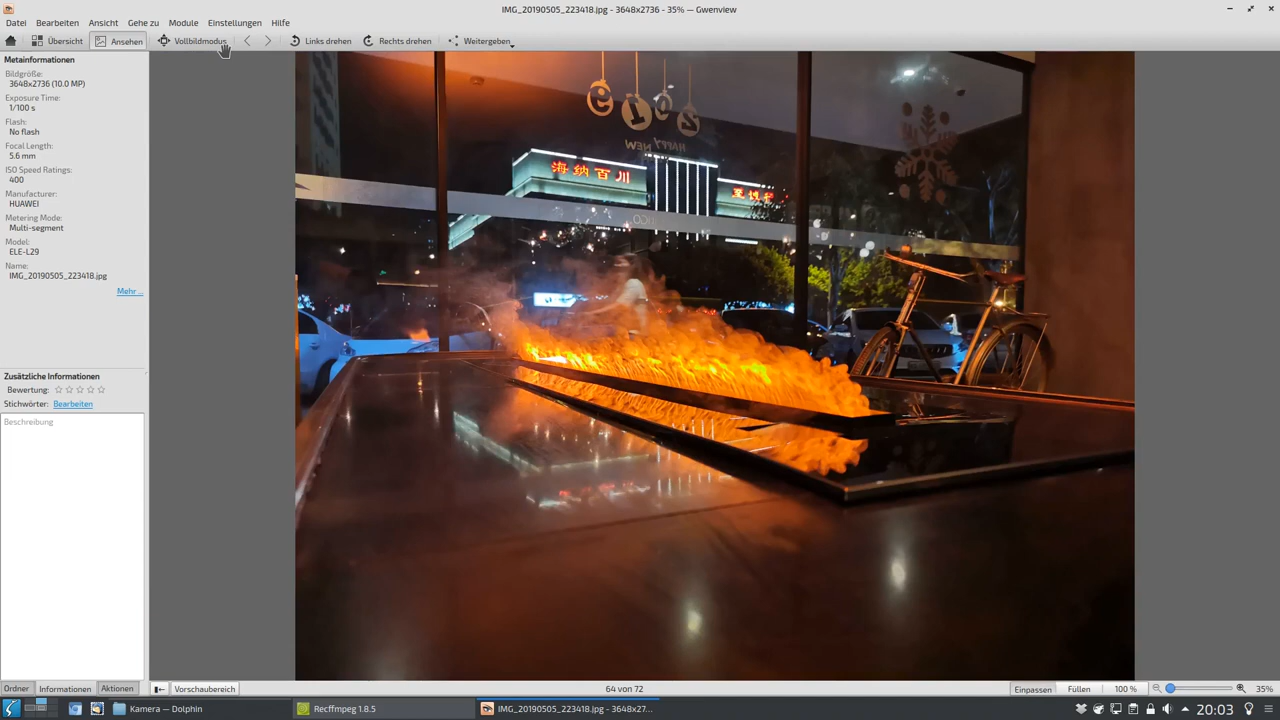 IMG_20190505_223418.jpg - 3648x2736 - 35% — Gwenview
Datei Bearbeiten Ansicht Gehe zu Module Einstellungen Hilfe
Übersicht Ansehen Vollbildmodus Links drehen Rechts drehen Weitergeben
Metainformationen
Bildgröße:
3648x2736 (10.0 MP)
Exposure Time:
1/100 s
Flash:
No flash
Focal Length:
5.6 mm
ISO Speed Ratings:
400
Manufacturer:
HUAWEI
Metering Mode:
Multi-segment
Model:
ELE-L29
Name:
IMG_20190505_223418.jpg
Mehr ...
2019
HAPPY NEW
海纳百川
Zusätzliche Informationen
Bewertung:
Stichwörter: Bearbeiten
Beschreibung
Ordner Informationen Aktionen
Vorschaubereich
64 von 72
Einpassen Füllen 100 % 35%
Kamera — Dolphin
Recffmpeg 1.8.5
IMG_20190505_223418.jpg - 3648x27...
20:03